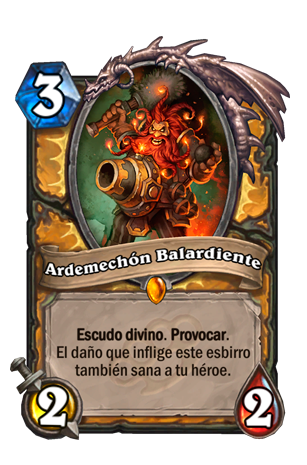 3
Ardemechón Balardiente
Escudo divino. Provocar.
El daño que inflige este esbirro
también sana a tu héroe.
2
2